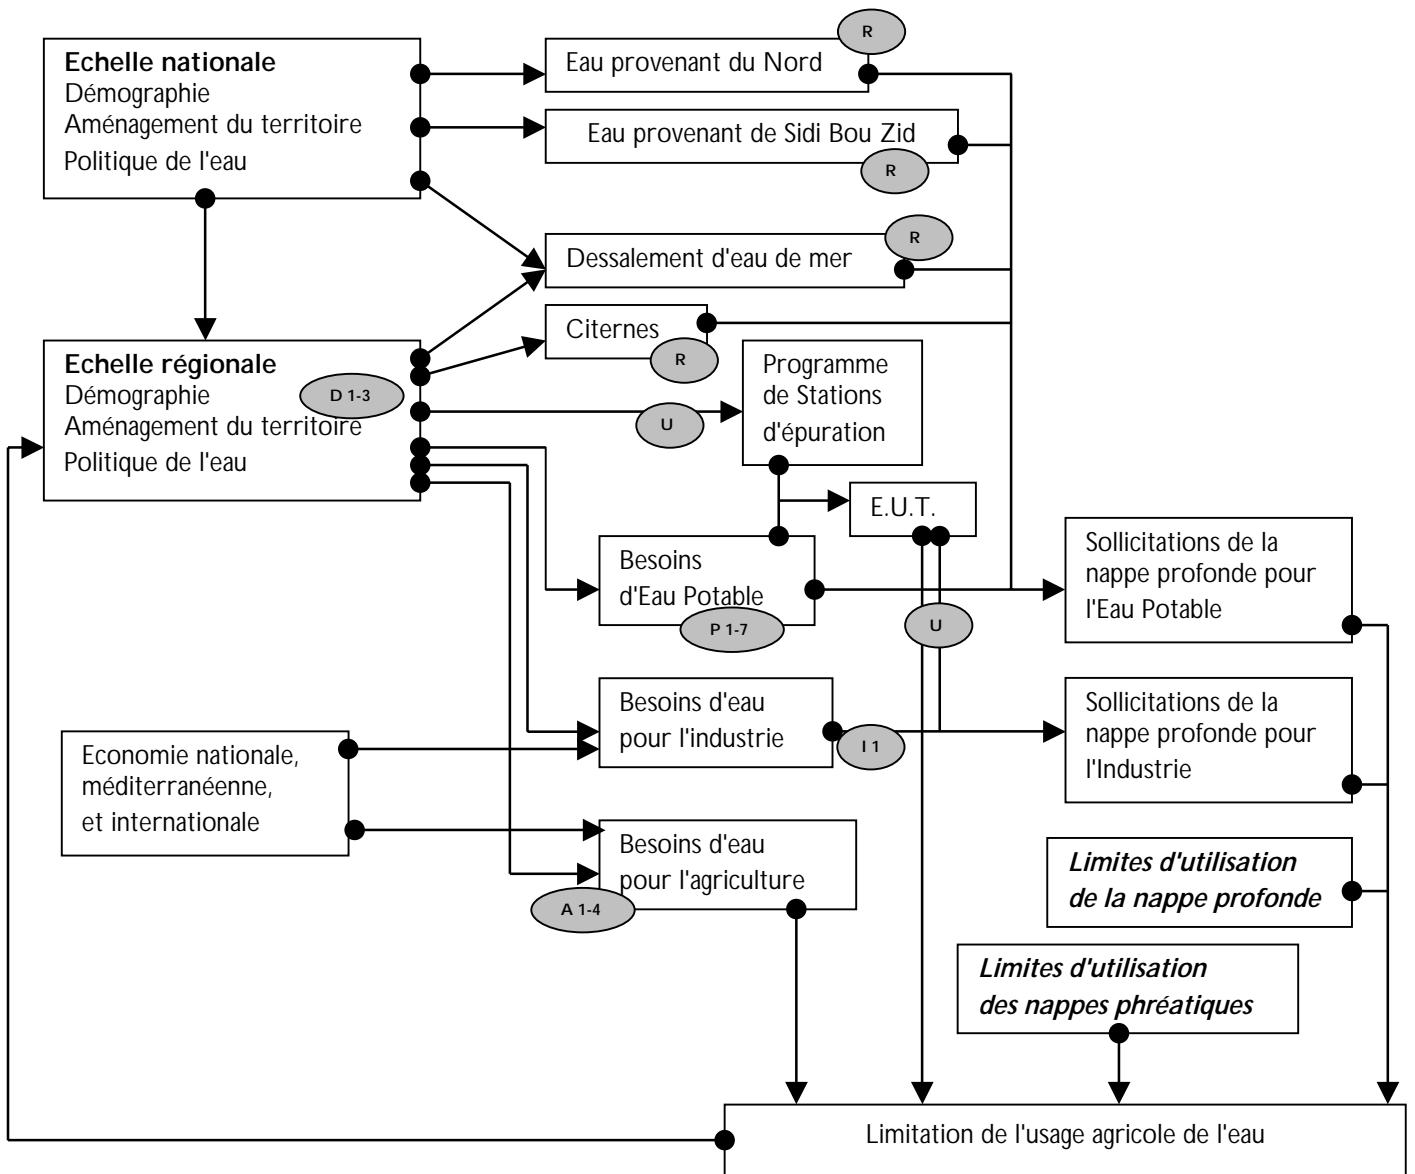 R
Echelle nationale
Démographie
Aménagement du territoire
Politique de l'eau
Eau provenant du Nord
Eau provenant de Sidi Bou Zid
R
R
Dessalement d'eau de mer
Citernes
R
Echelle régionale
Démographie
Aménagement du territoire
Politique de l'eau
D 1-3
U
Programme
de Stations
d'épuration
E.U.T.
Besoins
d'Eau Potable
P 1-7
U
Sollicitations de la
nappe profonde pour
l'Eau Potable
Besoins d'eau
pour l'industrie
I 1
Sollicitations de la
nappe profonde pour
l'Industrie
Economie nationale,
méditerranéenne,
et internationale
Besoins d'eau
pour l'agriculture
A 1-4
Limites d'utilisation
de la nappe profonde
Limites d'utilisation
des nappes phréatiques
Limitation de l'usage agricole de l'eau